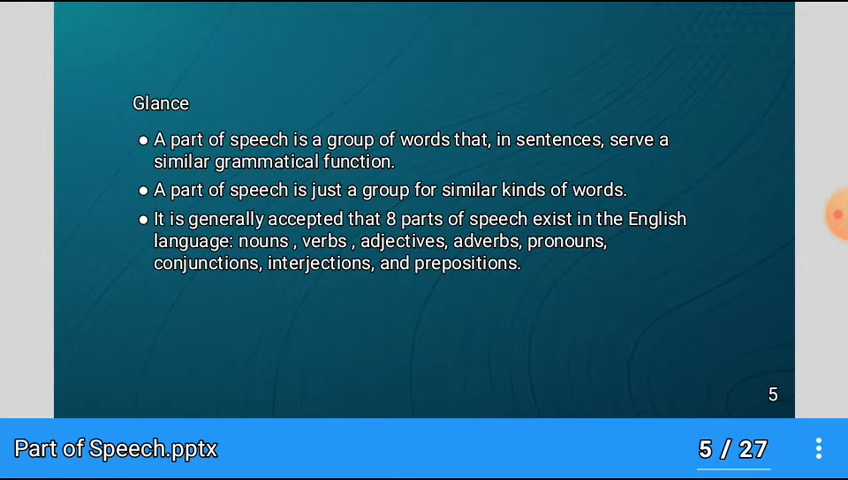 Glance
● A part of speech is a group of words that, in sentences, serve a
similar grammatical function.
● A part of speech is just a group for similar kinds of words.
● It is generally accepted that 8 parts of speech exist in the English
language: nouns , verbs , adjectives, adverbs, pronouns,
conjunctions, interjections, and prepositions.
5
Part of Speech.pptx
5 / 27